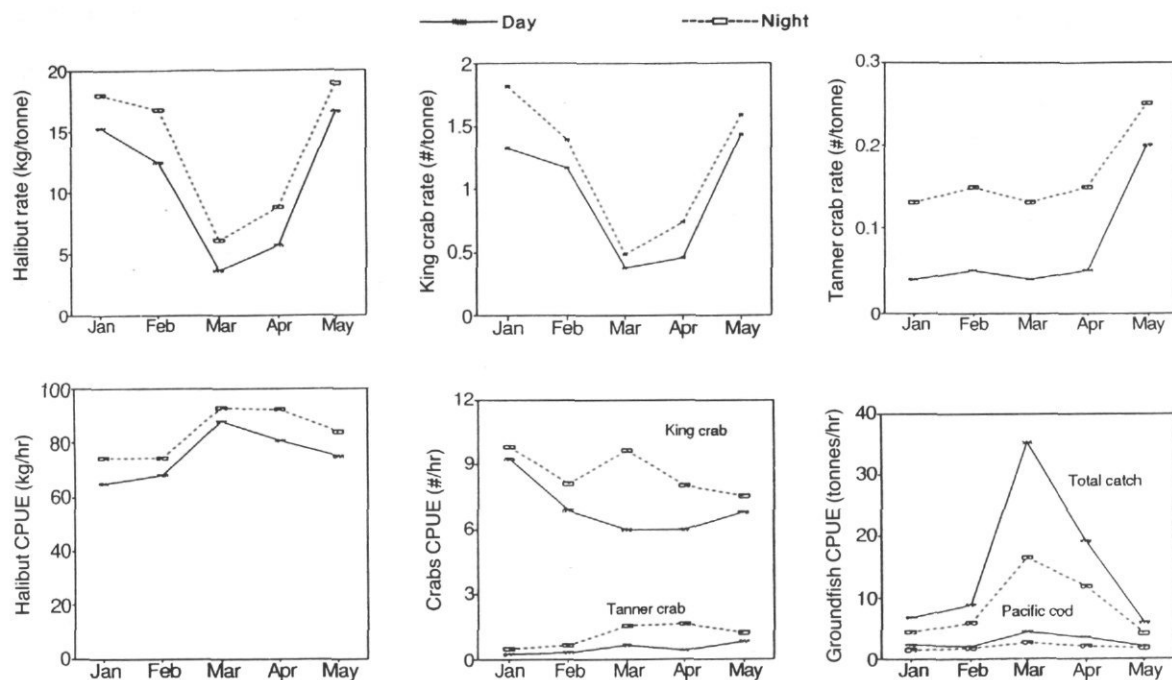 Day Night
Halibut rate (kg/tonne)
20
15
10
5
0
Jan Feb Mar Apr May
King crab rate (#/tonne)
2
1.5
1
0.5
0
Jan Feb Mar Apr May
Tanner crab rate (#/tonne)
0.3
0.2
0.1
0
Jan Feb Mar Apr May
Halibut CPUE (kg/hr)
100
80
60
40
20
0
Jan Feb Mar Apr May
Crabs CPUE (#/hr)
12
9
6
3
0
King crab
Tanner crab
Jan Feb Mar Apr May
Groundfish CPUE (tonnes/hr)
40
30
20
10
0
Total catch
Pacific cod
Jan Feb Mar Apr May